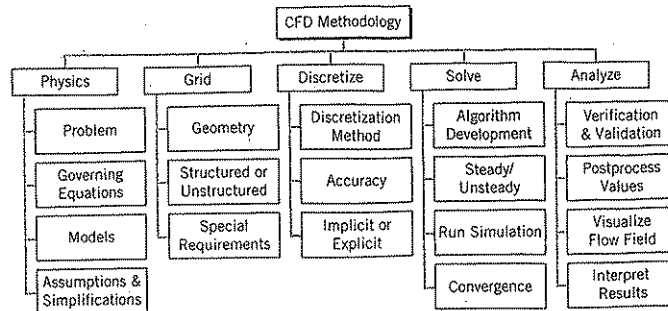 CFD Methodology
Physics
Grid
Discretize
Solve
Analyze
Problem
Governing
Equations
Models
Assumptions &
Simplifications
Geometry
Structured or
Unstructured
Special
Requirements
Discretization
Method
Accuracy
Implicit or
Explicit
Algorithm
Development
Steady/
Unsteady
Run Simulation
Convergence
Verification
& Validation
Postprocess
Values
Visualize
Flow Field
Interpret
Results